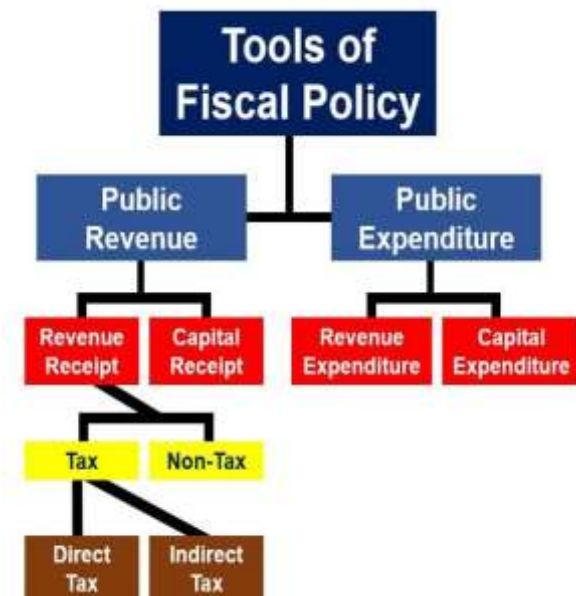 Tools of
Fiscal Policy
Public
Revenue
Public
Expenditure
Revenue
Receipt
Capital
Receipt
Revenue
Expenditure
Capital
Expenditure
Tax
Non-Tax
Direct
Tax
Indirect
Tax